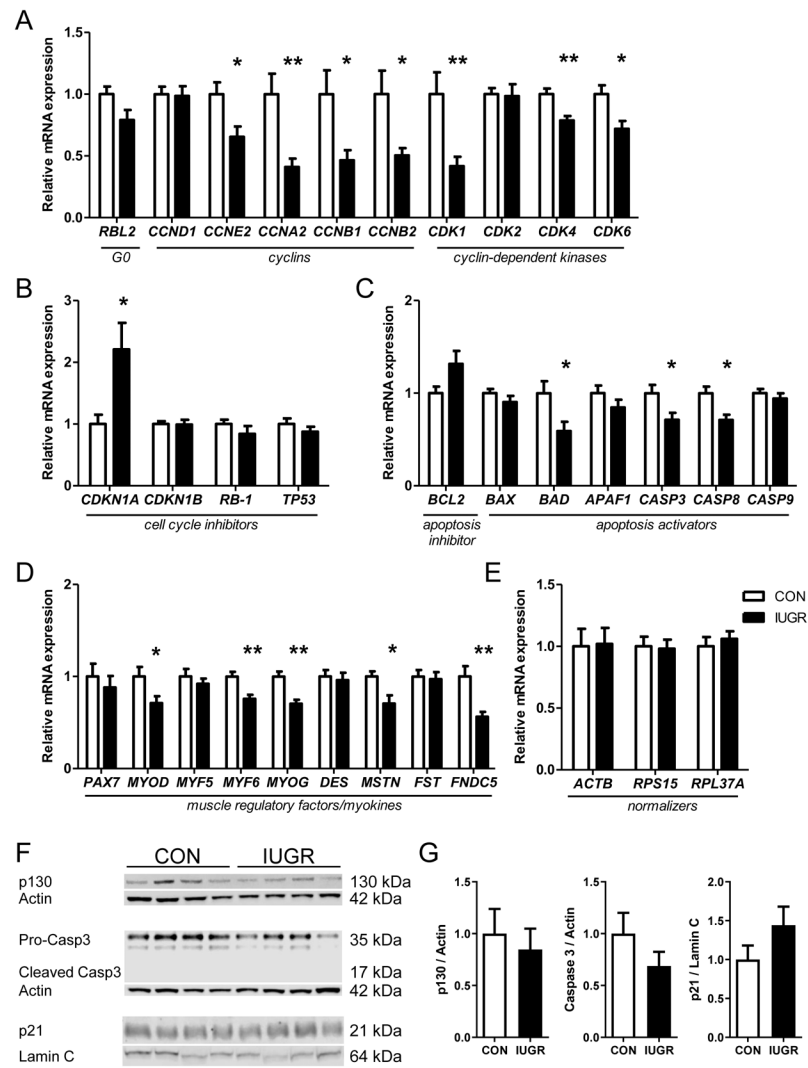 A
Relative mRNA expression
1.5
1.0
0.5
0.0
* ** * * ** ** *
RBL2 CCND1 CCNE2 CCNA2 CCNB1 CCNB2 CDK1 CDK2 CDK4 CDK6
G0 cyclins cyclin-dependent kinases
B
Relative mRNA expression
3
2
1
0
*
CDKN1A CDKN1B RB-1 TP53
cell cycle inhibitors
C
Relative mRNA expression
2
1
0
* * *
BCL2 BAX BAD APAF1 CASP3 CASP8 CASP9
apoptosis apoptosis activators
inhibitor
D
Relative mRNA expression
2
1
0
* ** ** * **
PAX7 MYOD MYF5 MYF6 MYOG DES MSTN FST FNDC5
muscle regulatory factors/myokines
E
Relative mRNA expression
1.5
1.0
0.5
0.0
CON
IUGR
ACTB RPS15 RPL37A
normalizers
F
CON IUGR
p130 130 kDa
Actin 42 kDa
Pro-Casp3 35 kDa
Cleaved Casp3 17 kDa
Actin 42 kDa
p21 21 kDa
Lamin C 64 kDa
G
p130 / Actin
1.5
1.0
0.5
0.0
CON IUGR
Caspase 3 / Actin
1.5
1.0
0.5
0.0
CON IUGR
p21 / Lamin C
2.0
1.5
1.0
0.5
0.0
CON IUGR